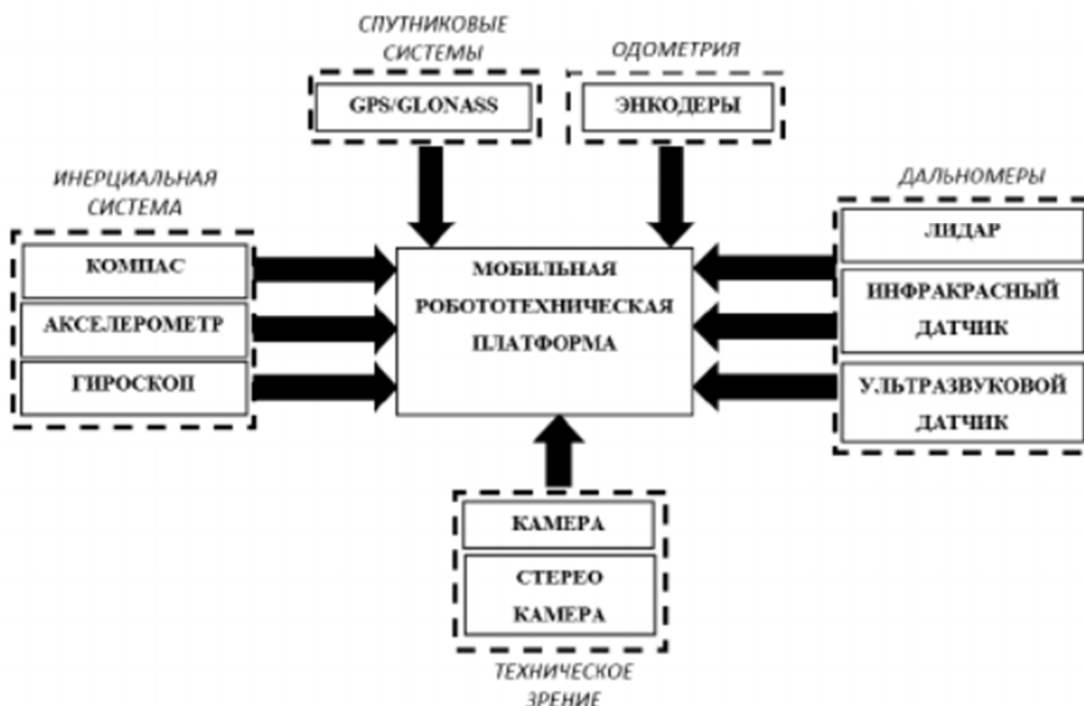 СПУТНИКОВЫЕ
СИСТЕМЫ
GPS/GLONASS
ОДОМЕТРИЯ
ЭНКОДЕРЫ
ИНЕРЦИАЛЬНАЯ
СИСТЕМА
КОМПАС
АКСЕЛЕРОМЕТР
ГИРОСКОП
МОБИЛЬНАЯ
РОБОТОТЕХНИЧЕСКАЯ
ПЛАТФОРМА
ДАЛЬНОМЕРЫ
ЛИДАР
ИНФРАКРАСНЫЙ
ДАТЧИК
УЛЬТРАЗВУКОВОЙ
ДАТЧИК
КАМЕРА
СТЕРЕО
КАМЕРА
ТЕХНИЧЕСКОЕ
ЗРЕНИЕ